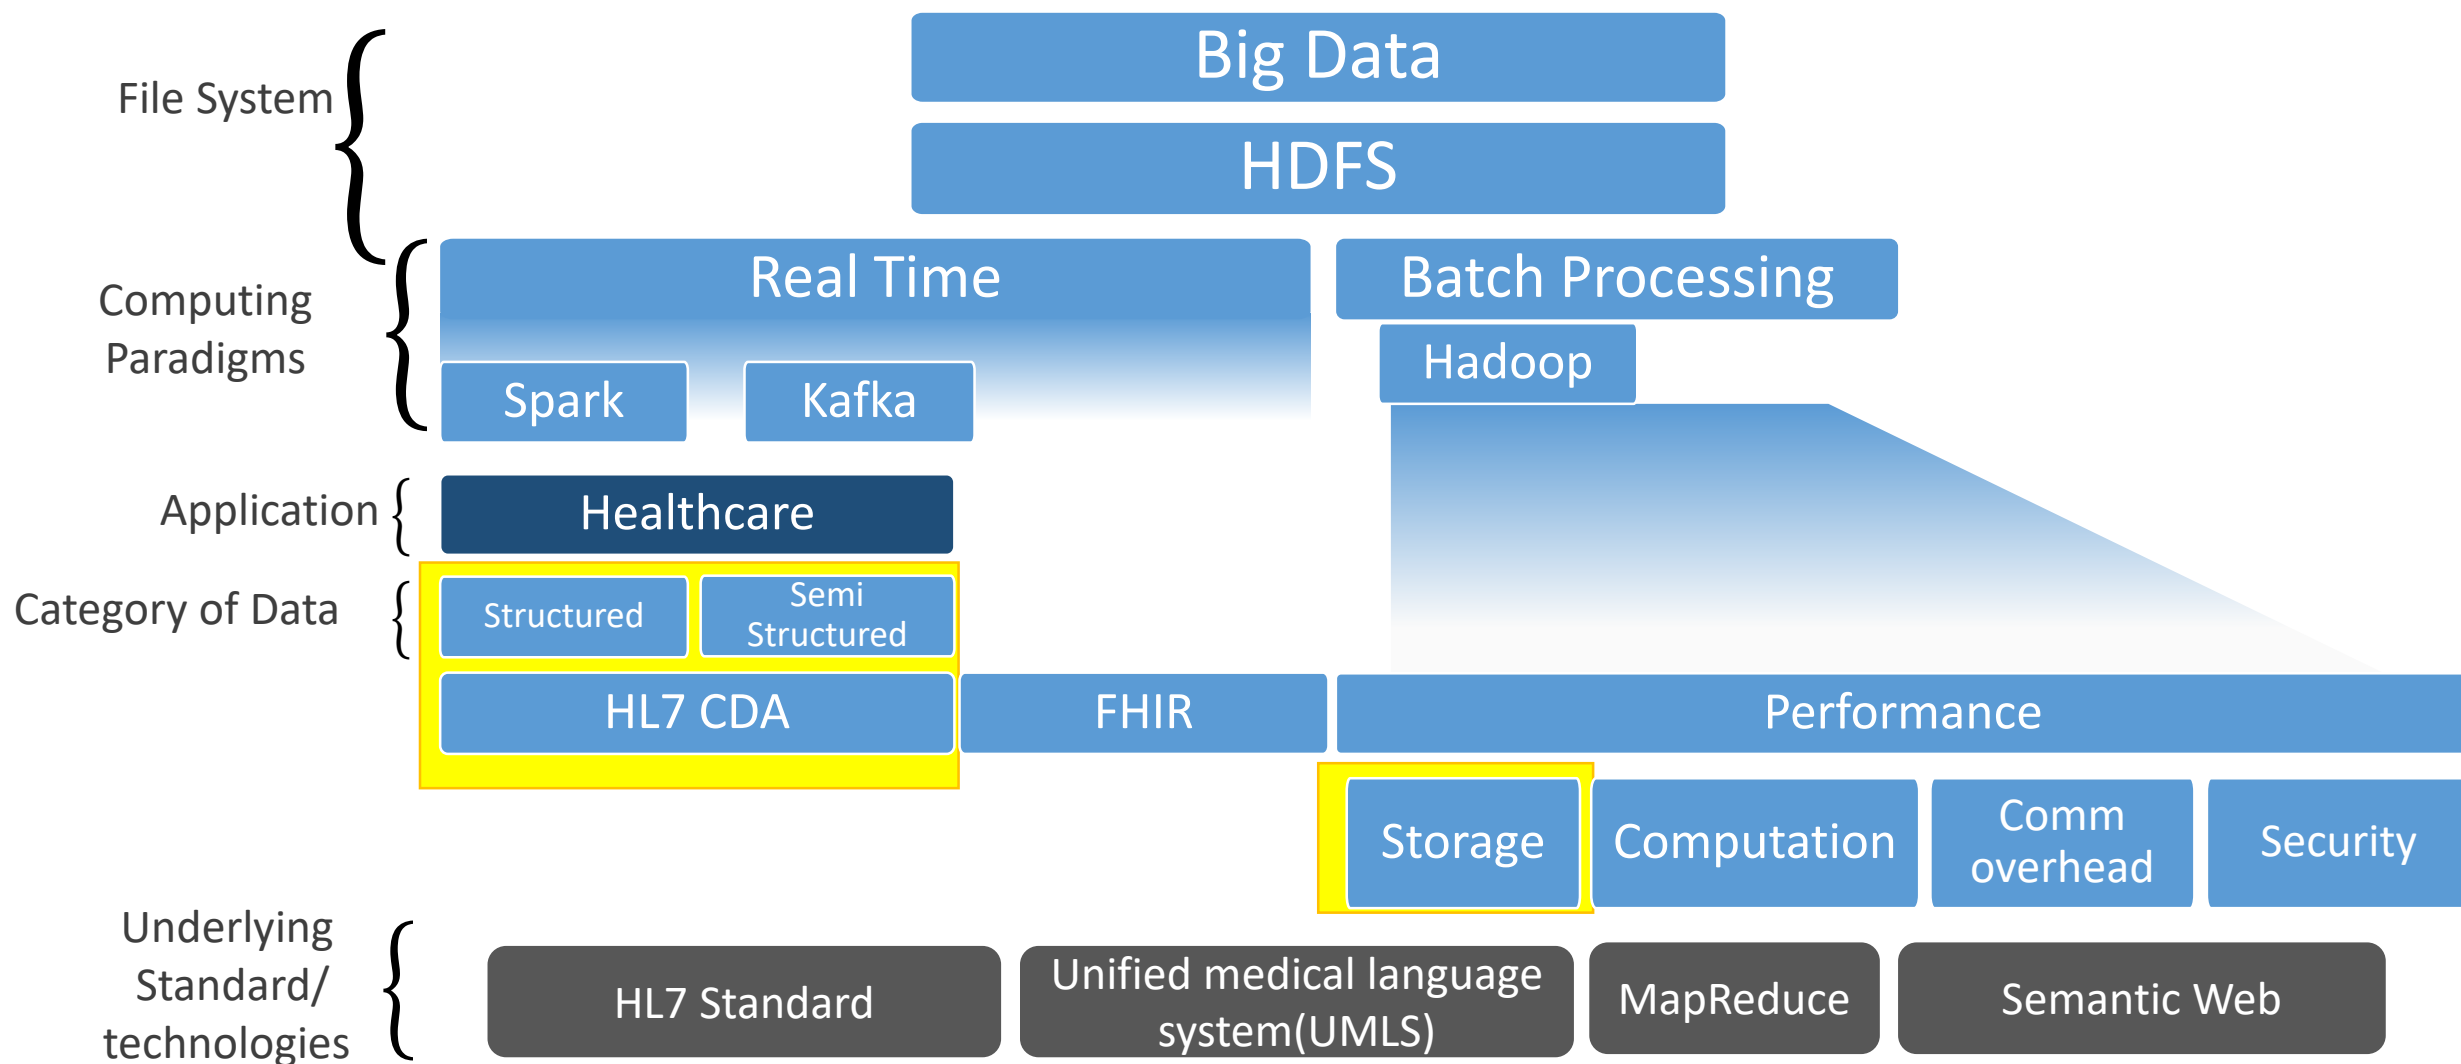 Big Data
File System
HDFS
Real Time
Batch Processing
Computing
Paradigms
Hadoop
Spark
Kafka
Application
Healthcare
Category of Data
Structured
Semi
Structured
HL7 CDA
FHIR
Performance
Storage
Computation
Comm
overhead
Security
Underlying
Standard/
technologies
HL7 Standard
Unified medical language
system(UMLS)
MapReduce
Semantic Web